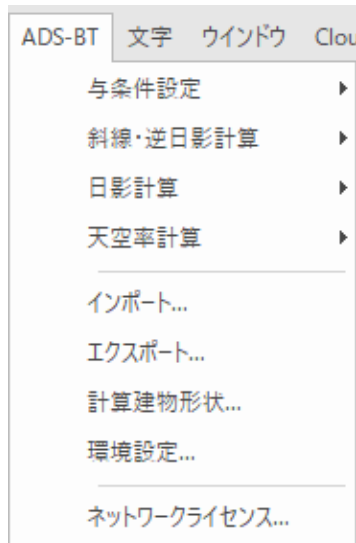 ADS-BT 文字 ウインドウ Clou
与条件設定
斜線・逆日影計算
日影計算
天空率計算
インポート...
エクスポート...
計算建物形状...
環境設定...
ネットワークライセンス...